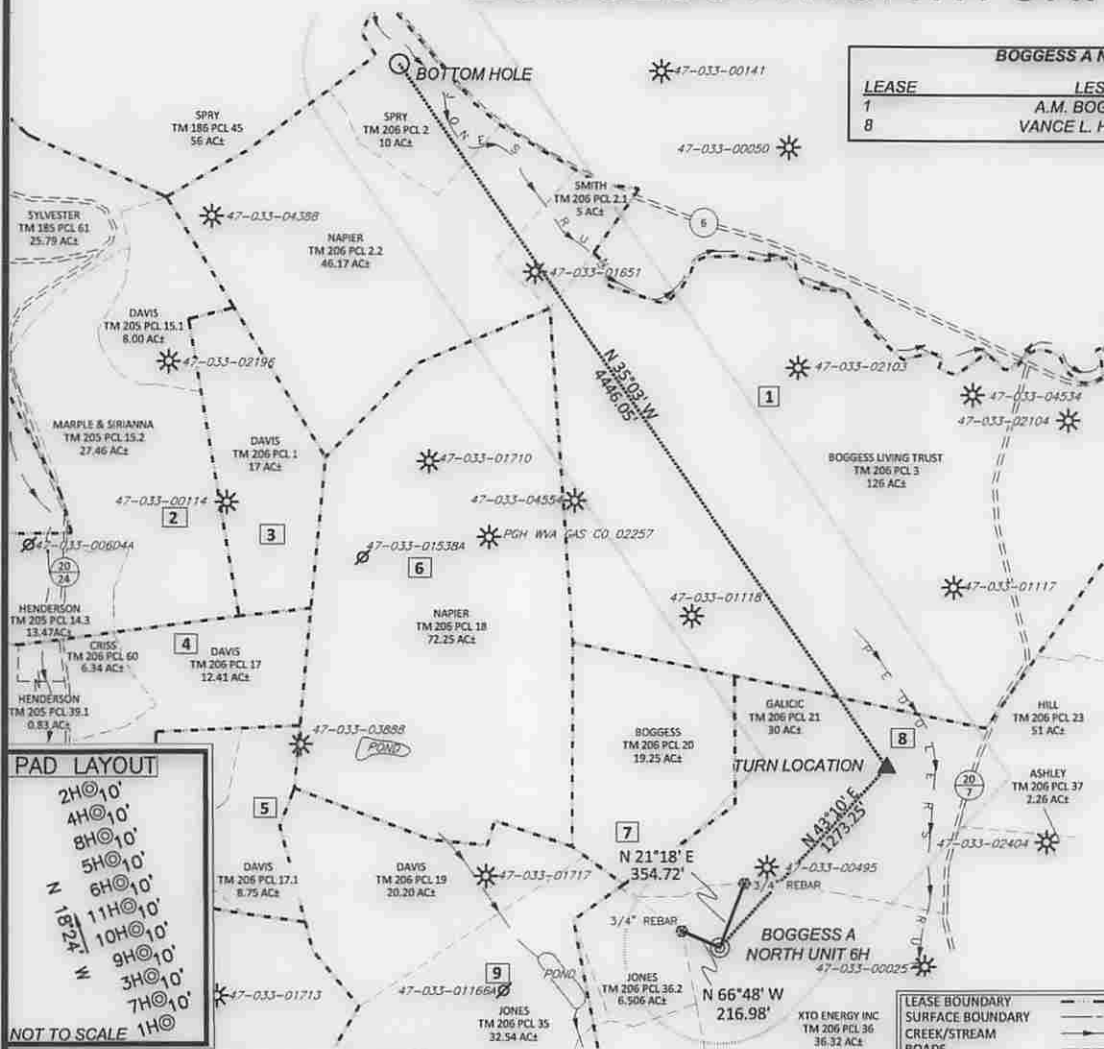 BOGGESS A N
LEASE LES
1 A.M. BOG
8 VANCE L. H
BOTTOM HOLE
47-033-00141
47-033-00050
SPRY
TM 186 PCL 45
56 AC±
SPRY
TM 206 PCL 2
10 AC±
JONES RUN
SMITH
TM 206 PCL 2.1
5 AC±
6
SYLVESTER
TM 185 PCL 61
25.79 AC±
47-033-04388
NAPIER
TM 206 PCL 2.2
46.17 AC±
47-033-01651
DAVIS
TM 205 PCL 15.1
8.00 AC±
47-033-02196
N 35°03' W
4446.05'
47-033-02103
1
47-033-04534
47-033-02104
MARPLE & SIRIANNA
TM 205 PCL 15.2
27.46 AC±
DAVIS
TM 206 PCL 1
17 AC±
47-033-01710
BOGGESS LIVING TRUST
TM 206 PCL 3
126 AC±
47-033-00114
2
3
47-033-04554
PGH WVA GAS CO 02257
47-033-00604A
47-033-01538A
6
20
24
47-033-01118
47-033-01117
HENDERSON
TM 205 PCL 14.3
13.47AC±
NAPIER
TM 206 PCL 18
72.25 AC±
CRISS
TM 206 PCL 60
6.34 AC±
4
DAVIS
TM 206 PCL 17
12.41 AC±
HENDERSON
TM 205 PCL 39.1
0.83 AC±
47-033-03888
POND
BOGGESS
TM 206 PCL 20
19.25 AC±
GALICIC
TM 206 PCL 21
30 AC±
8
HILL
TM 206 PCL 23
51 AC±
TURN LOCATION
20
7
ASHLEY
TM 206 PCL 37
2.26 AC±
PAD LAYOUT
2H 10'
4H 10'
8H 10'
5H 10'
6H 10'
11H 10'
10H 10'
9H 10'
3H 10'
7H 10'
1H
N 18°24' W
NOT TO SCALE
5
7
N 43°10' E
1273.25'
47-033-02404
DAVIS
TM 206 PCL 17.1
8.75 AC±
DAVIS
TM 206 PCL 19
20.20 AC±
47-033-01717
N 21°18' E
354.72'
47-033-00495
3/4" REBAR
3/4" REBAR
BOGGESS A
NORTH UNIT 6H
47-033-00025
47-033-01713
9
47-033-01166A
POND
JONES
TM 206 PCL 35
32.54 AC±
JONES
TM 206 PCL 36.2
6.506 AC±
N 66°48' W
216.98'
XTO ENERGY INC
TM 206 PCL 36
36.32 AC±
LEASE BOUNDARY
SURFACE BOUNDARY
CREEK/STREAM
ROADS